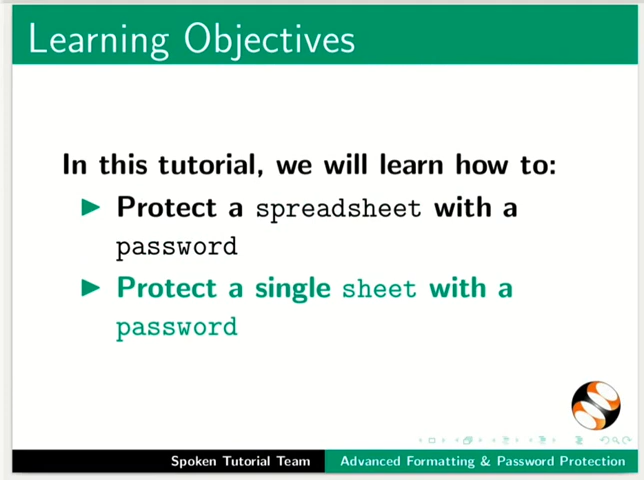 Learning Objectives
In this tutorial, we will learn how to:
Protect a spreadsheet with a
password
Protect a single sheet with a
password
Spoken Tutorial Team
Advanced Formatting & Password Protection